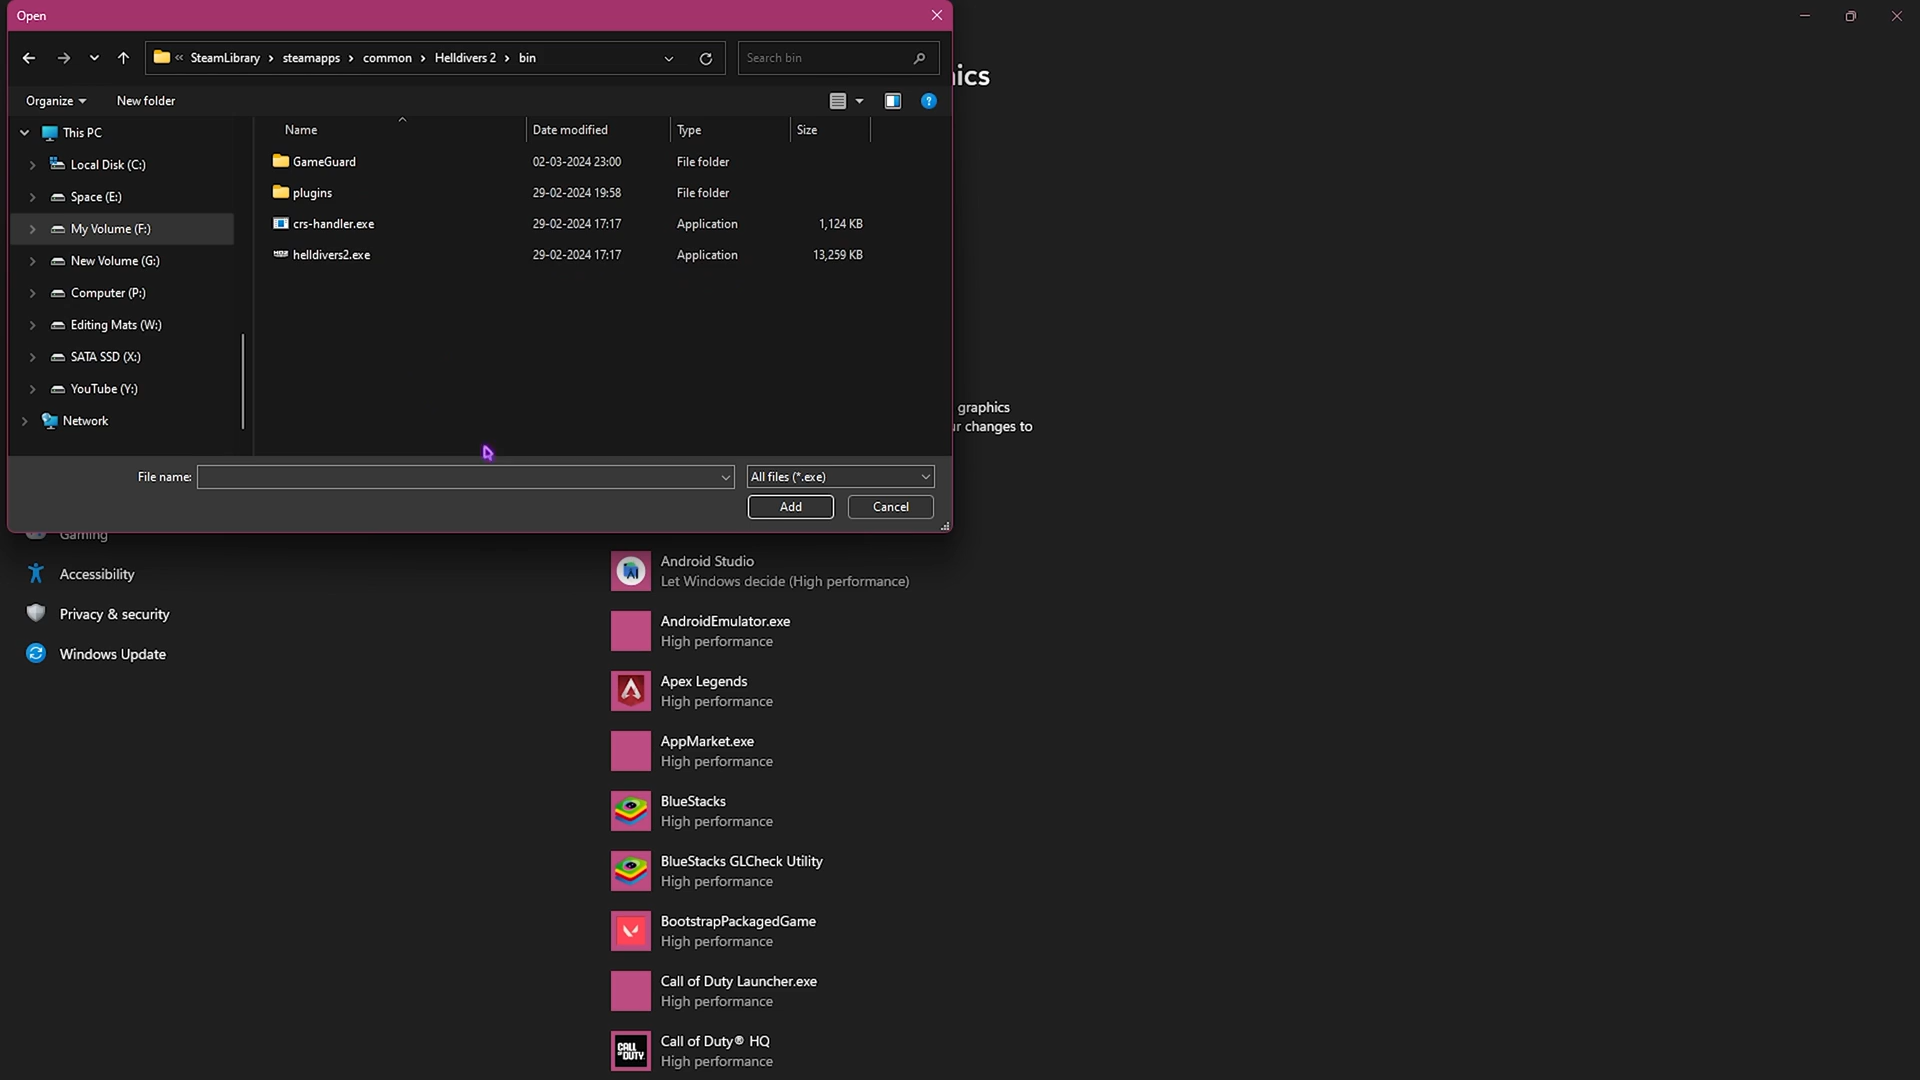 Open
SteamLibrary
steamapps
common
Helldivers 2
bin
Search bin
ics
Organize
New folder
Name
Date modified
Type
Size
This PC
Local Disk (C:)
Space (E:)
My Volume (F:)
New Volume (G:)
Computer (P:)
Editing Mats (W:)
SATA SSD (X:)
YouTube (Y:)
Network
GameGuard 02-03-2024 23:00 File folder
plugins 29-02-2024 19:58 File folder
crs-handler.exe 29-02-2024 17:17 Application 1,124 KB
helldivers2.exe 29-02-2024 17:17 Application 13,259 KB
graphics
ur changes to
File name:
All files (*.exe)
Add
Cancel
Gaming
Accessibility
Privacy & security
Windows Update
Android Studio
Let Windows decide (High performance)
AndroidEmulator.exe
High performance
Apex Legends
High performance
AppMarket.exe
High performance
BlueStacks
High performance
BlueStacks GLCheck Utility
High performance
BootstrapPackagedGame
High performance
Call of Duty Launcher.exe
High performance
CALL
OF DUTY.
Call of Duty® HQ
High performance